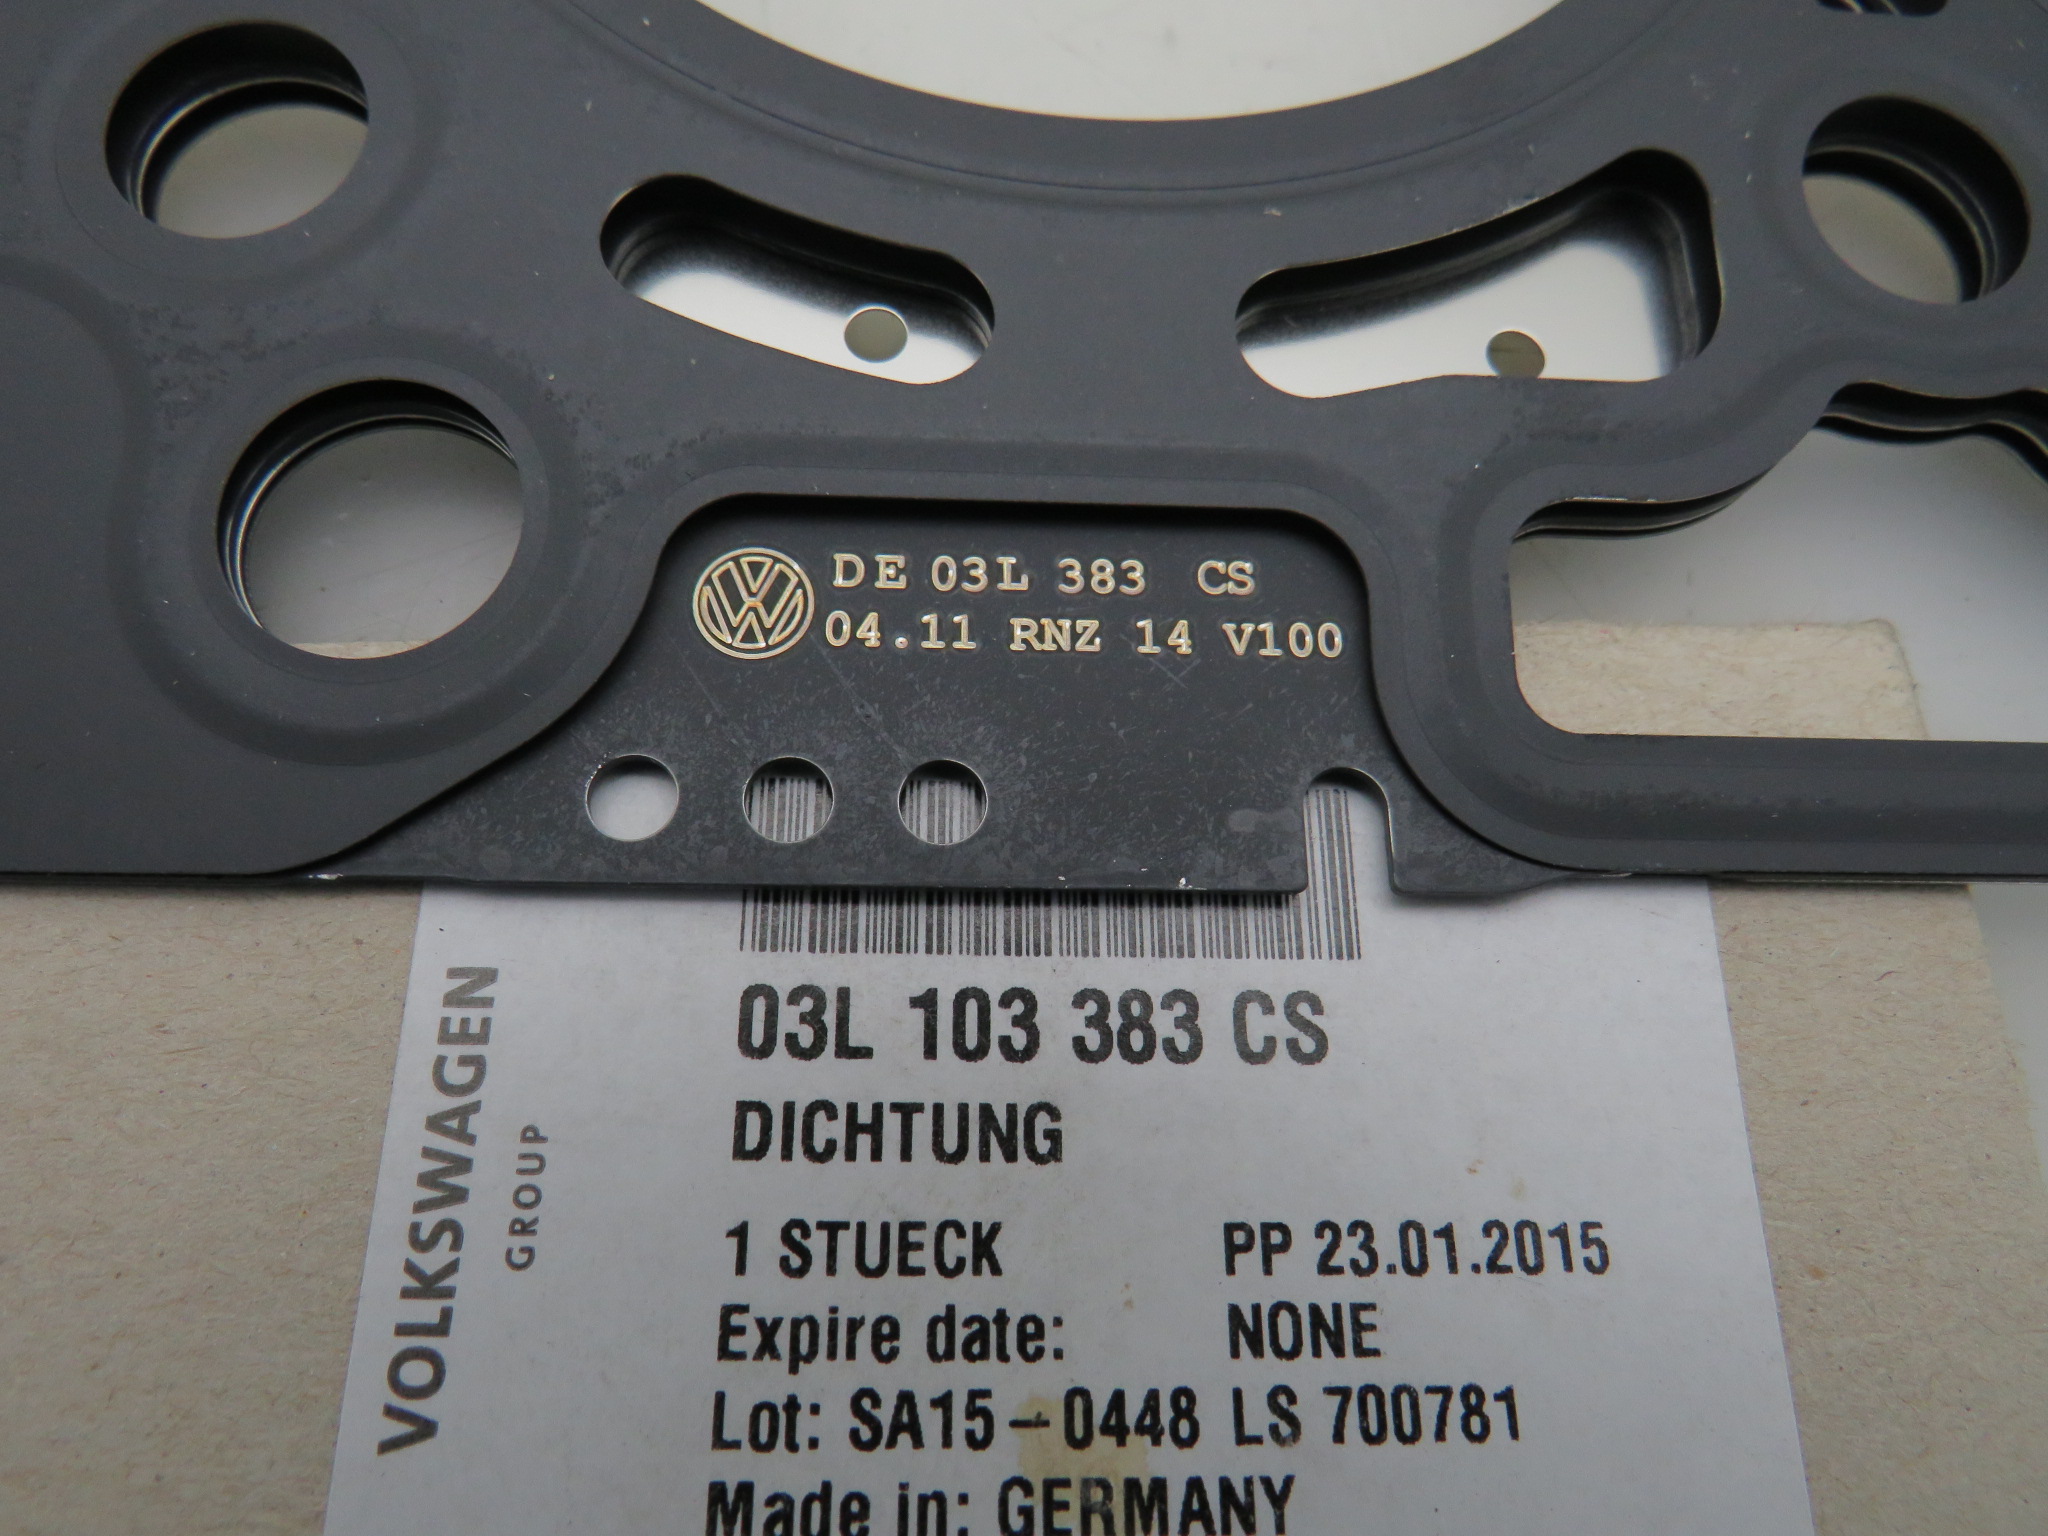 DE 03L 383 CS
04.11 RNZ 14 V100
03L 103 383 CS
DICHTUNG
1 STUECK PP 23.01.2015
Expire date: NONE
Lot: SA15-0448 LS 700781
Made in: GERMANY
VOLKSWAGEN
GROUP